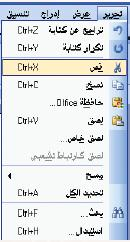 تحرير عرض إدراج تنسيق
تراجع عن كتابة Ctrl+Z
تكرار كتابة Ctrl+Y
قص Ctrl+X
نسخ Ctrl+C
حافظة Office...
لصق Ctrl+V
لصق خاص...
لصق كارتباط تشعبي
مسح
تحديد الكل Ctrl+A
بحث... Ctrl+F
استبدال... Ctrl+H